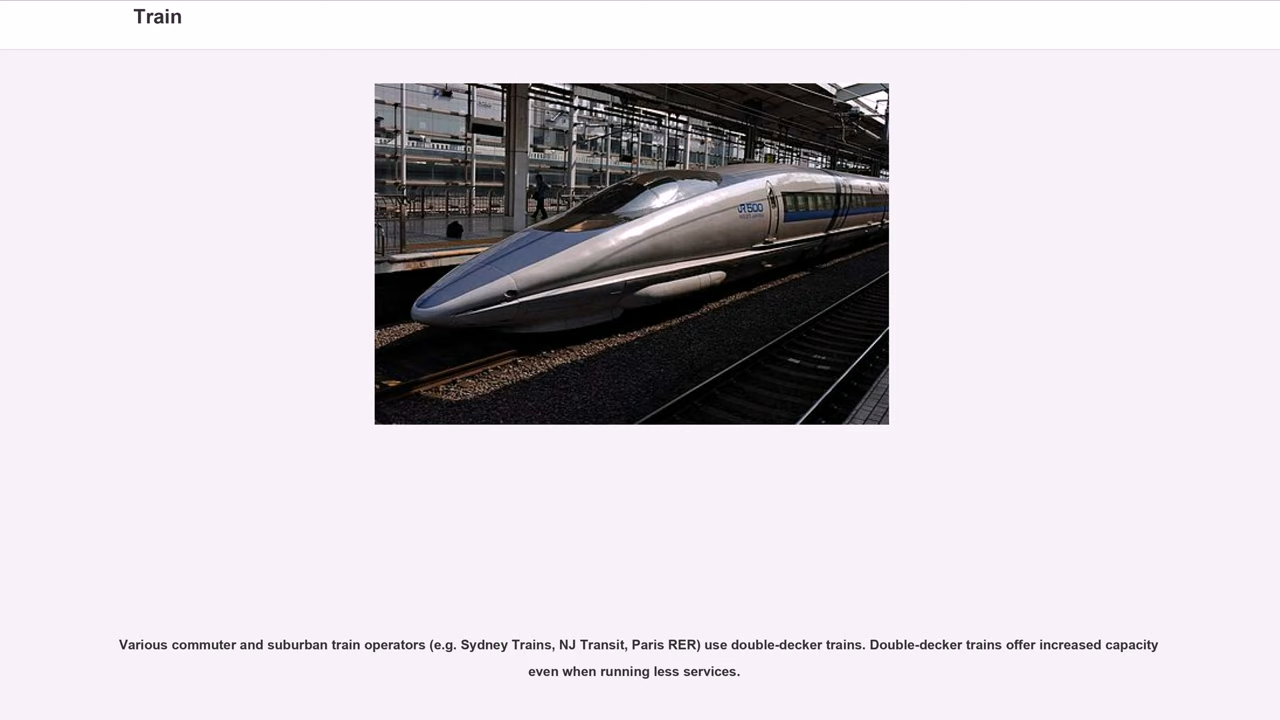 Train
JR500
Various commuter and suburban train operators (e.g. Sydney Trains, NJ Transit, Paris RER) use double-decker trains. Double-decker trains offer increased capacity
even when running less services.